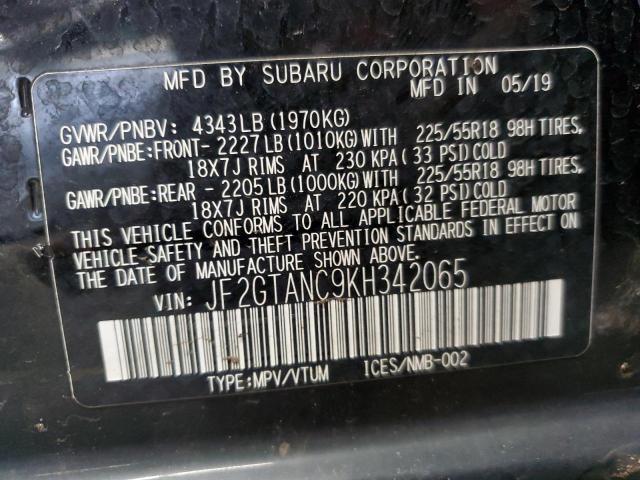 MFD BY SUBARU CORPORATION
MFD IN 05/19
GVWR/PNBV: 4343LB (1970KG)
GAWR/PNBE:FRONT- 2227LB(1010KG)WITH 225/55R18 98H TIRES,
18X7J RIMS AT 230 KPA( 33 PSI)COLD
GAWR/PNBE:REAR - 2205LB(1000KG)WITH 225/55R18 98H TIRES,
18X7J RIMS AT 220 KPA( 32 PSI)COLD
THIS VEHICLE CONFORMS TO ALL APPLICABLE FEDERAL MOTOR
VEHICLE SAFETY AND THEFT PREVENTION STANDARDS IN EFFECT ON
THE DATE OF MANUFACTURE SHOWN ABOVE.
VIN: JF2GTANC9KH342065
TYPE:MPV/VTUM ICES/NMB-002